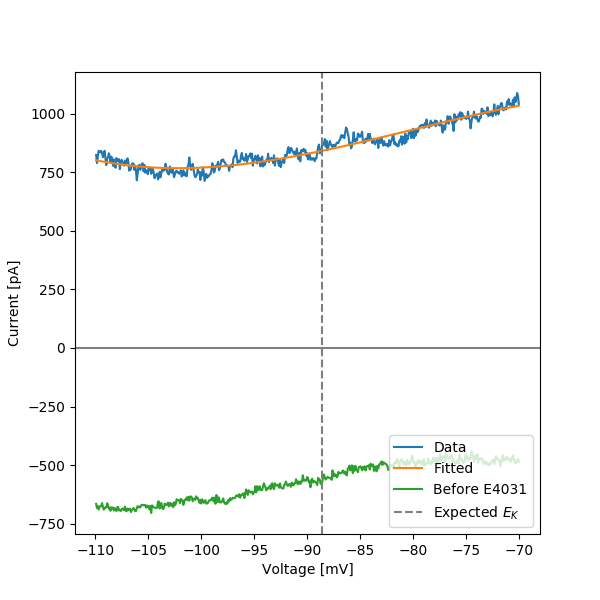 1000
750
500
250
0
−250
−500
−750
Current [pA]
−110
−105
−100
−95
−90
−85
−80
−75
−70
Voltage [mV]
Data
Fitted
Before E4031
Expected E_K